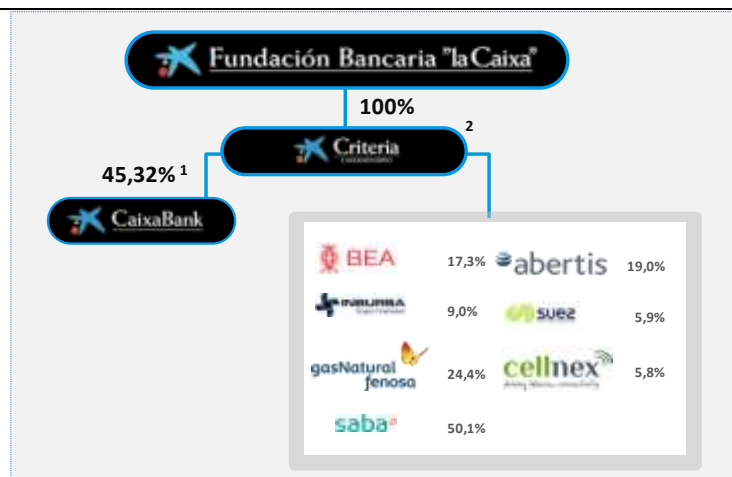 Fundación Bancaria "la Caixa"
100%
2
Criteria
45,32% 1
CaixaBank
BEA 17,3% abertis 19,0%
INBURSA 9,0% suez 5,9%
gasNatural fenosa 24,4% cellnex 5,8%
saba 50,1%